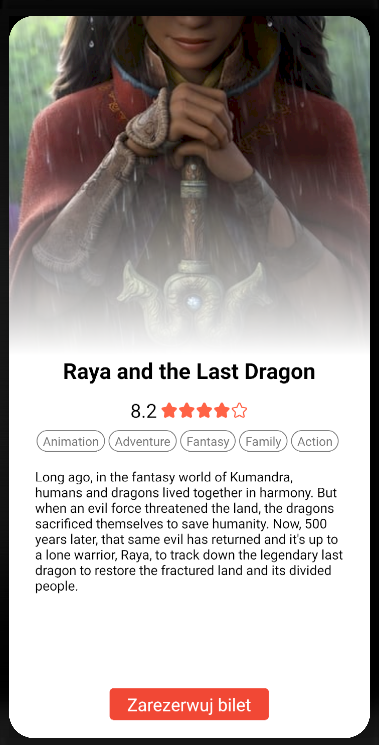 Raya and the Last Dragon
8.2
Animation Adventure Fantasy Family Action
Long ago, in the fantasy world of Kumandra,
humans and dragons lived together in harmony. But
when an evil force threatened the land, the dragons
sacrificed themselves to save humanity. Now, 500
years later, that same evil has returned and it's up to
a lone warrior, Raya, to track down the legendary last
dragon to restore the fractured land and its divided
people.
Zarezerwuj bilet